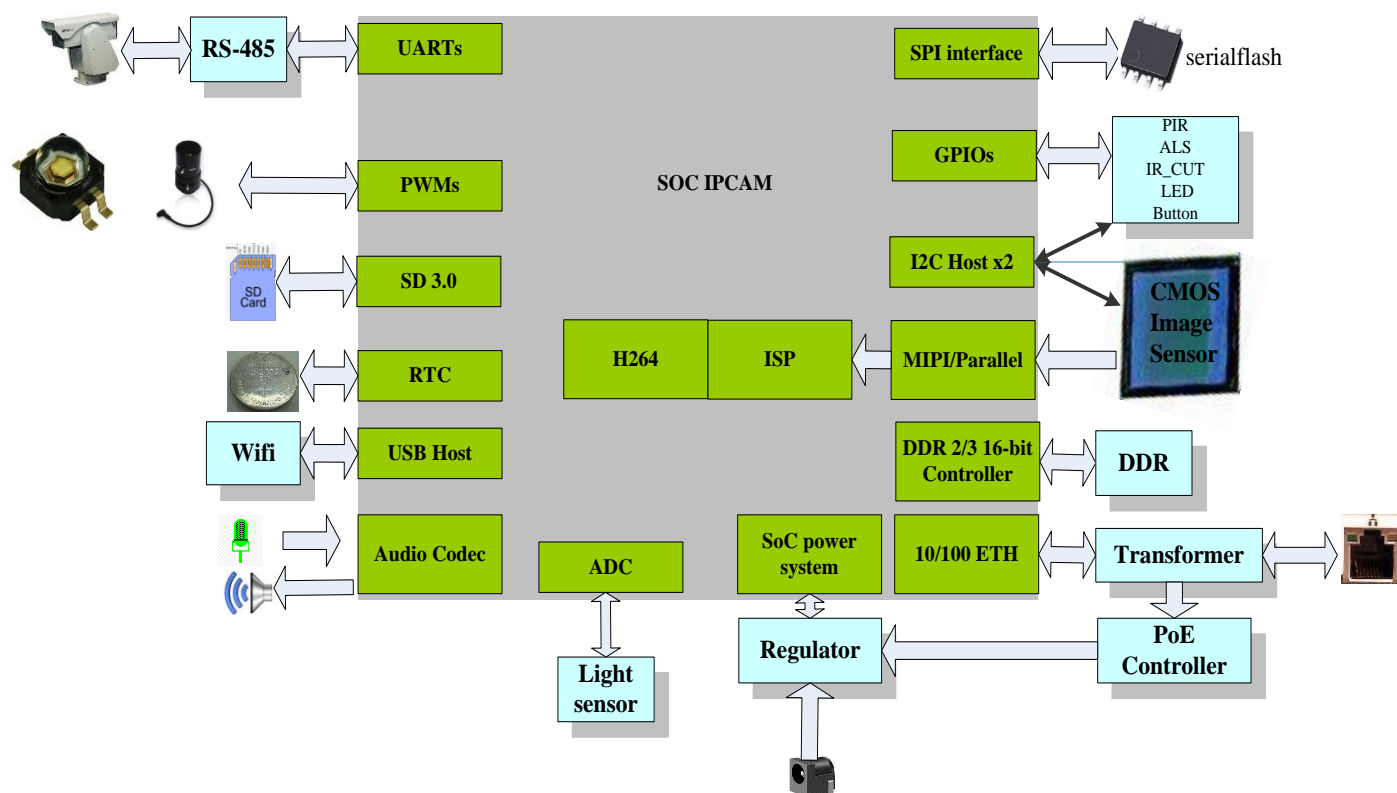 RS-485
UARTs
SPI interface
serialflash
PWMs
SOC IPCAM
GPIOs
PIR
ALS
IR_CUT
LED
Button
SD
Card
SD 3.0
I2C Host x2
CMOS
Image
Sensor
RTC
H264
ISP
MIPI/Parallel
Wifi
USB Host
DDR 2/3 16-bit
Controller
DDR
Audio Codec
ADC
SoC power
system
10/100 ETH
Transformer
Light
sensor
Regulator
PoE
Controller